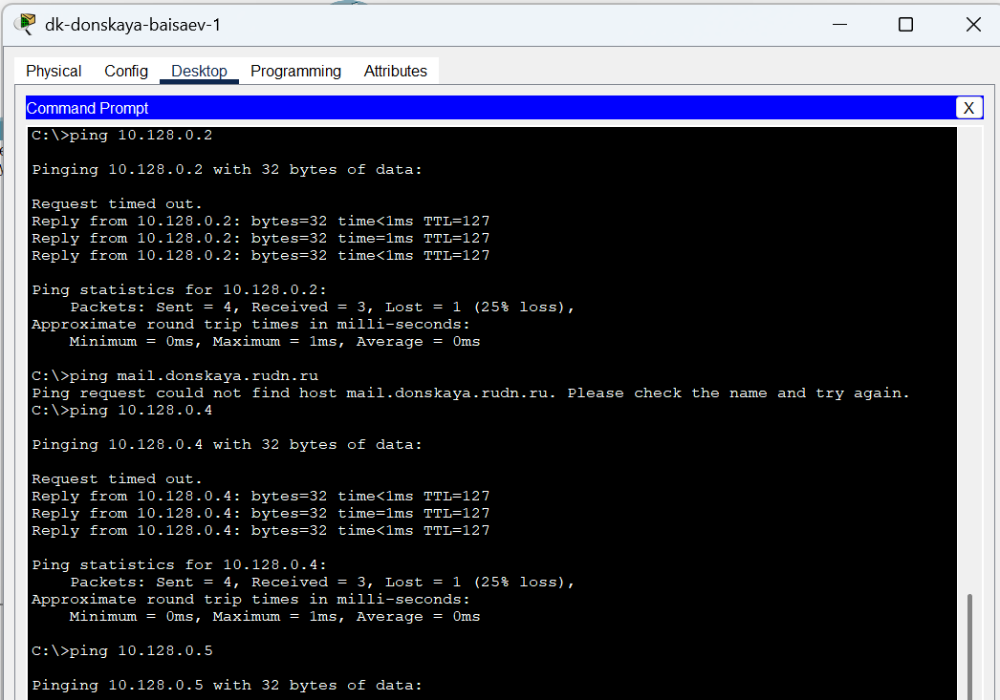 dk-donskaya-baisaev-1
Physical Config Desktop Programming Attributes
Command Prompt X
C:\>ping 10.128.0.2
Pinging 10.128.0.2 with 32 bytes of data:
Request timed out.
Reply from 10.128.0.2: bytes=32 time<1ms TTL=127
Reply from 10.128.0.2: bytes=32 time=1ms TTL=127
Reply from 10.128.0.2: bytes=32 time<1ms TTL=127
Ping statistics for 10.128.0.2:
Packets: Sent = 4, Received = 3, Lost = 1 (25% loss),
Approximate round trip times in milli-seconds:
Minimum = 0ms, Maximum = 1ms, Average = 0ms
C:\>ping mail.donskaya.rudn.ru
Ping request could not find host mail.donskaya.rudn.ru. Please check the name and try again.
C:\>ping 10.128.0.4
Pinging 10.128.0.4 with 32 bytes of data:
Request timed out.
Reply from 10.128.0.4: bytes=32 time<1ms TTL=127
Reply from 10.128.0.4: bytes=32 time=1ms TTL=127
Reply from 10.128.0.4: bytes=32 time<1ms TTL=127
Ping statistics for 10.128.0.4:
Packets: Sent = 4, Received = 3, Lost = 1 (25% loss),
Approximate round trip times in milli-seconds:
Minimum = 0ms, Maximum = 1ms, Average = 0ms
C:\>ping 10.128.0.5
Pinging 10.128.0.5 with 32 bytes of data: